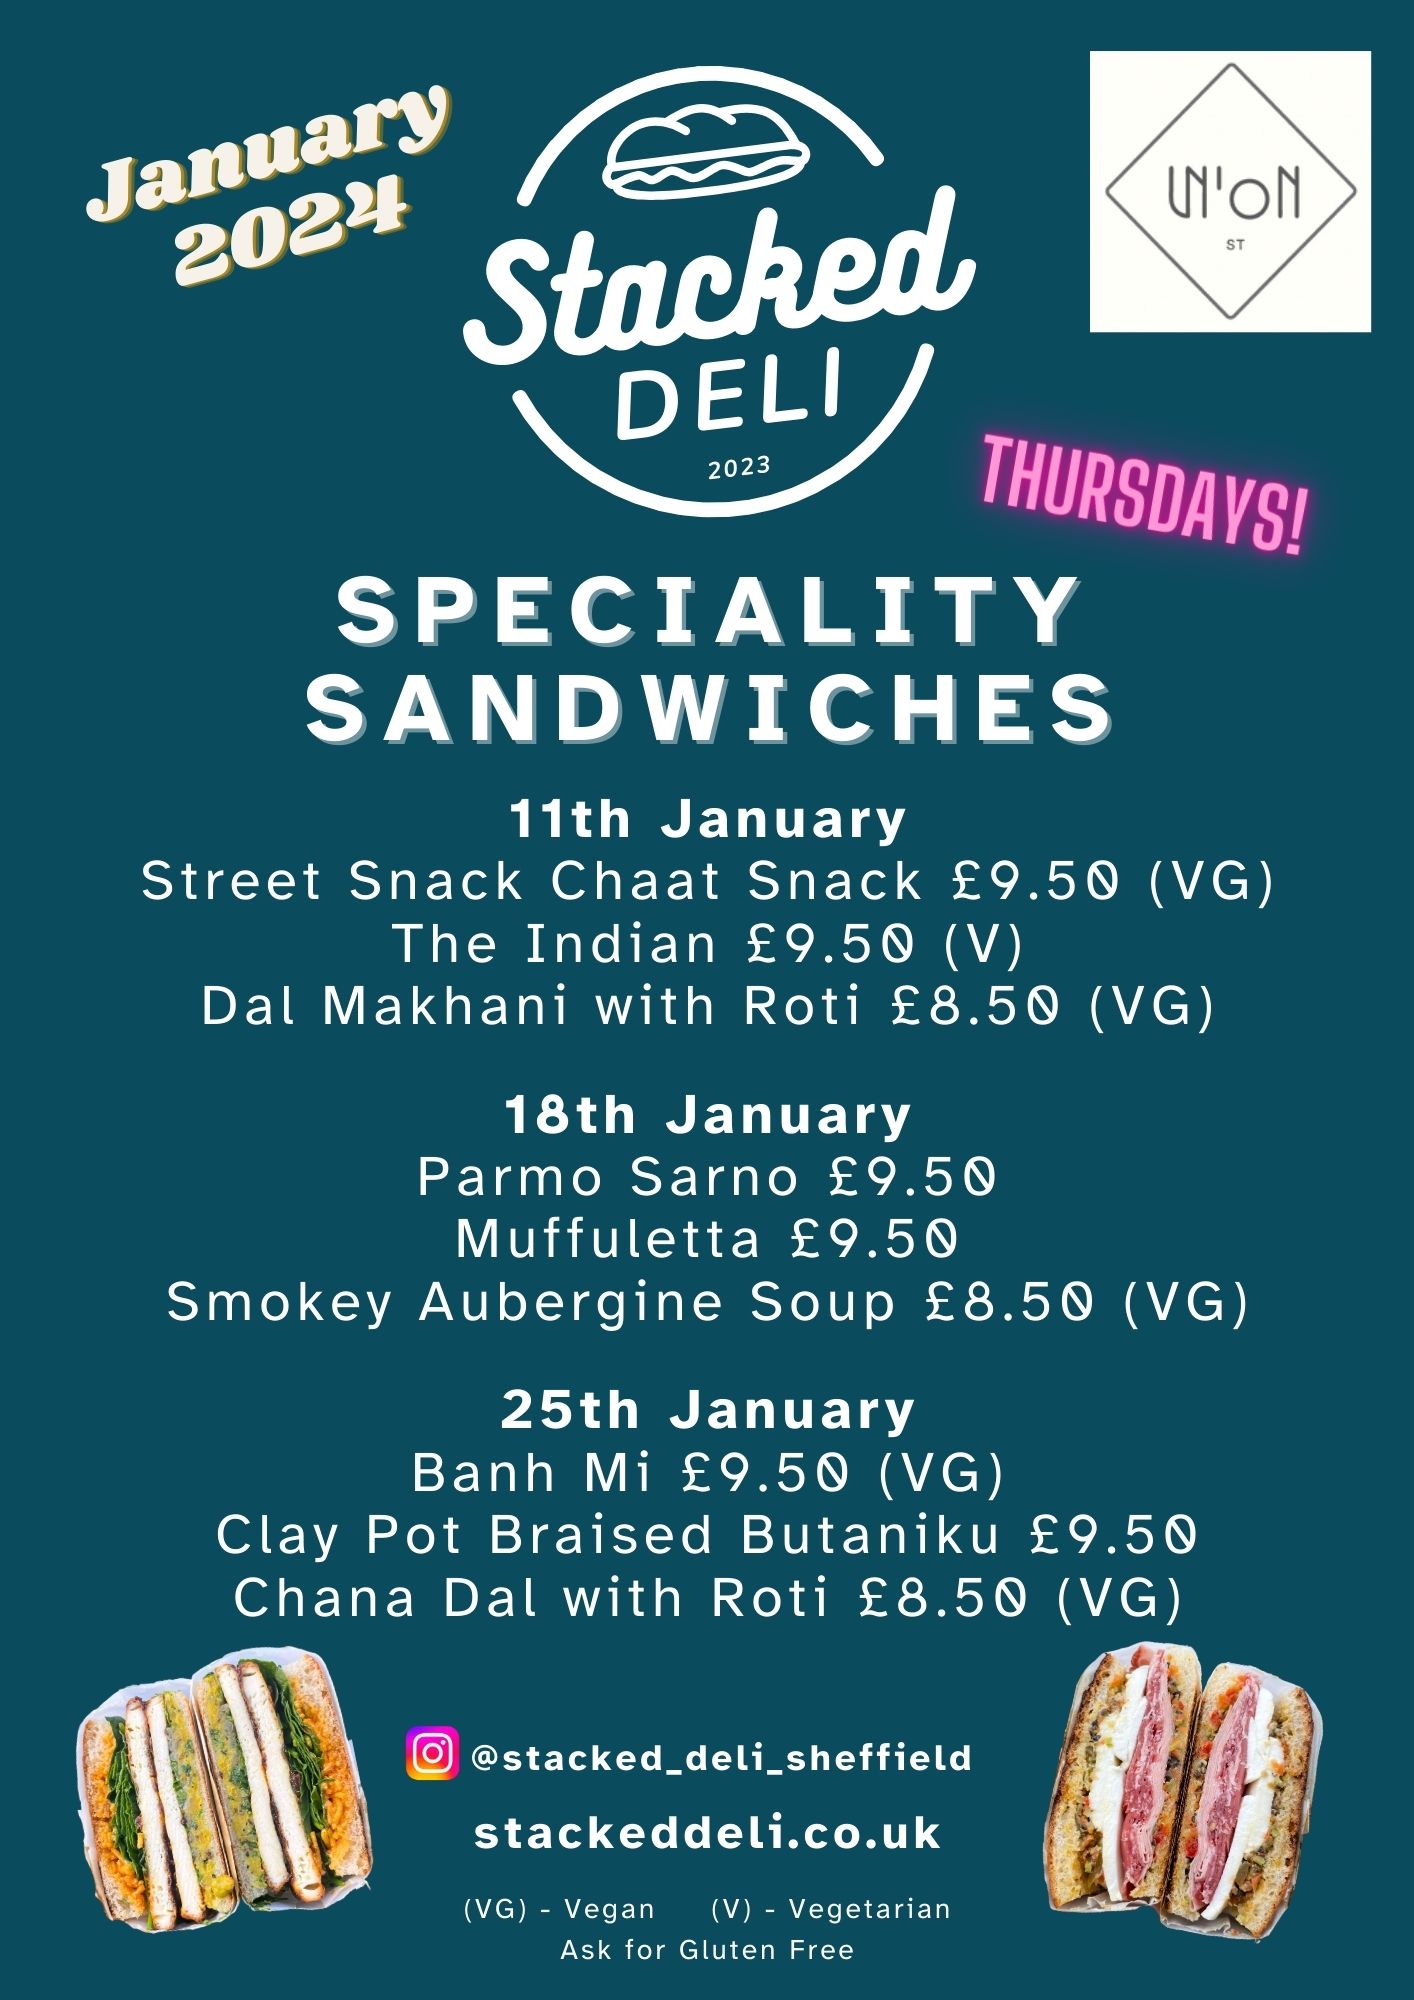 January
2024
Stacked
DELI
2023
UN'ON
ST
THURSDAYS!
SPECIALITY
SANDWICHES
11th January
Street Snack Chaat Snack £9.50 (VG)
The Indian £9.50 (V)
Dal Makhani with Roti £8.50 (VG)
18th January
Parmo Sarno £9.50
Muffuletta £9.50
Smokey Aubergine Soup £8.50 (VG)
25th January
Banh Mi £9.50 (VG)
Clay Pot Braised Butaniku £9.50
Chana Dal with Roti £8.50 (VG)
@stacked_deli_sheffield
stackeddeli.co.uk
(VG) - Vegan (V) - Vegetarian
Ask for Gluten Free